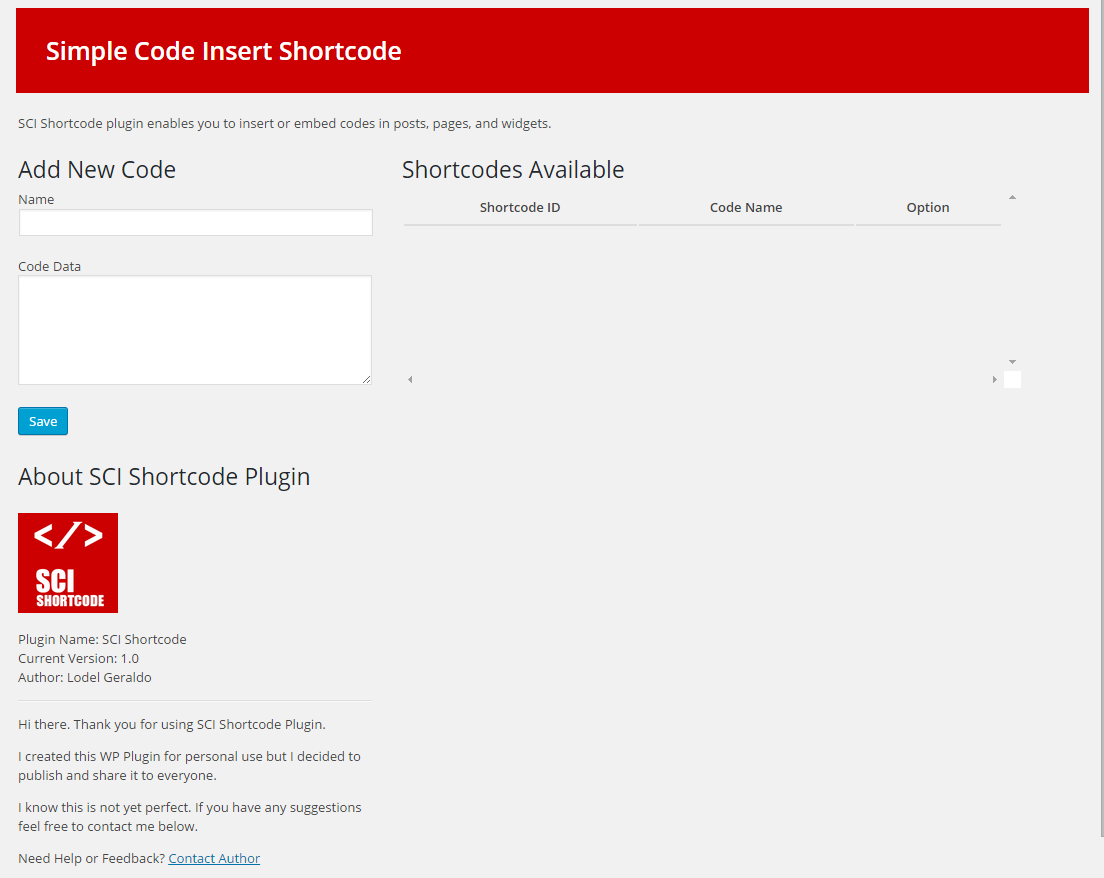 Simple Code Insert Shortcode
SCI Shortcode plugin enables you to insert or embed codes in posts, pages, and widgets.
Add New Code
Name
Code Data
Save
Shortcodes Available
Shortcode ID Code Name Option
About SCI Shortcode Plugin
</>
SCI
SHORTCODE
Plugin Name: SCI Shortcode
Current Version: 1.0
Author: Lodel Geraldo
Hi there. Thank you for using SCI Shortcode Plugin.
I created this WP Plugin for personal use but I decided to
publish and share it to everyone.
I know this is not yet perfect. If you have any suggestions
feel free to contact me below.
Need Help or Feedback? Contact Author